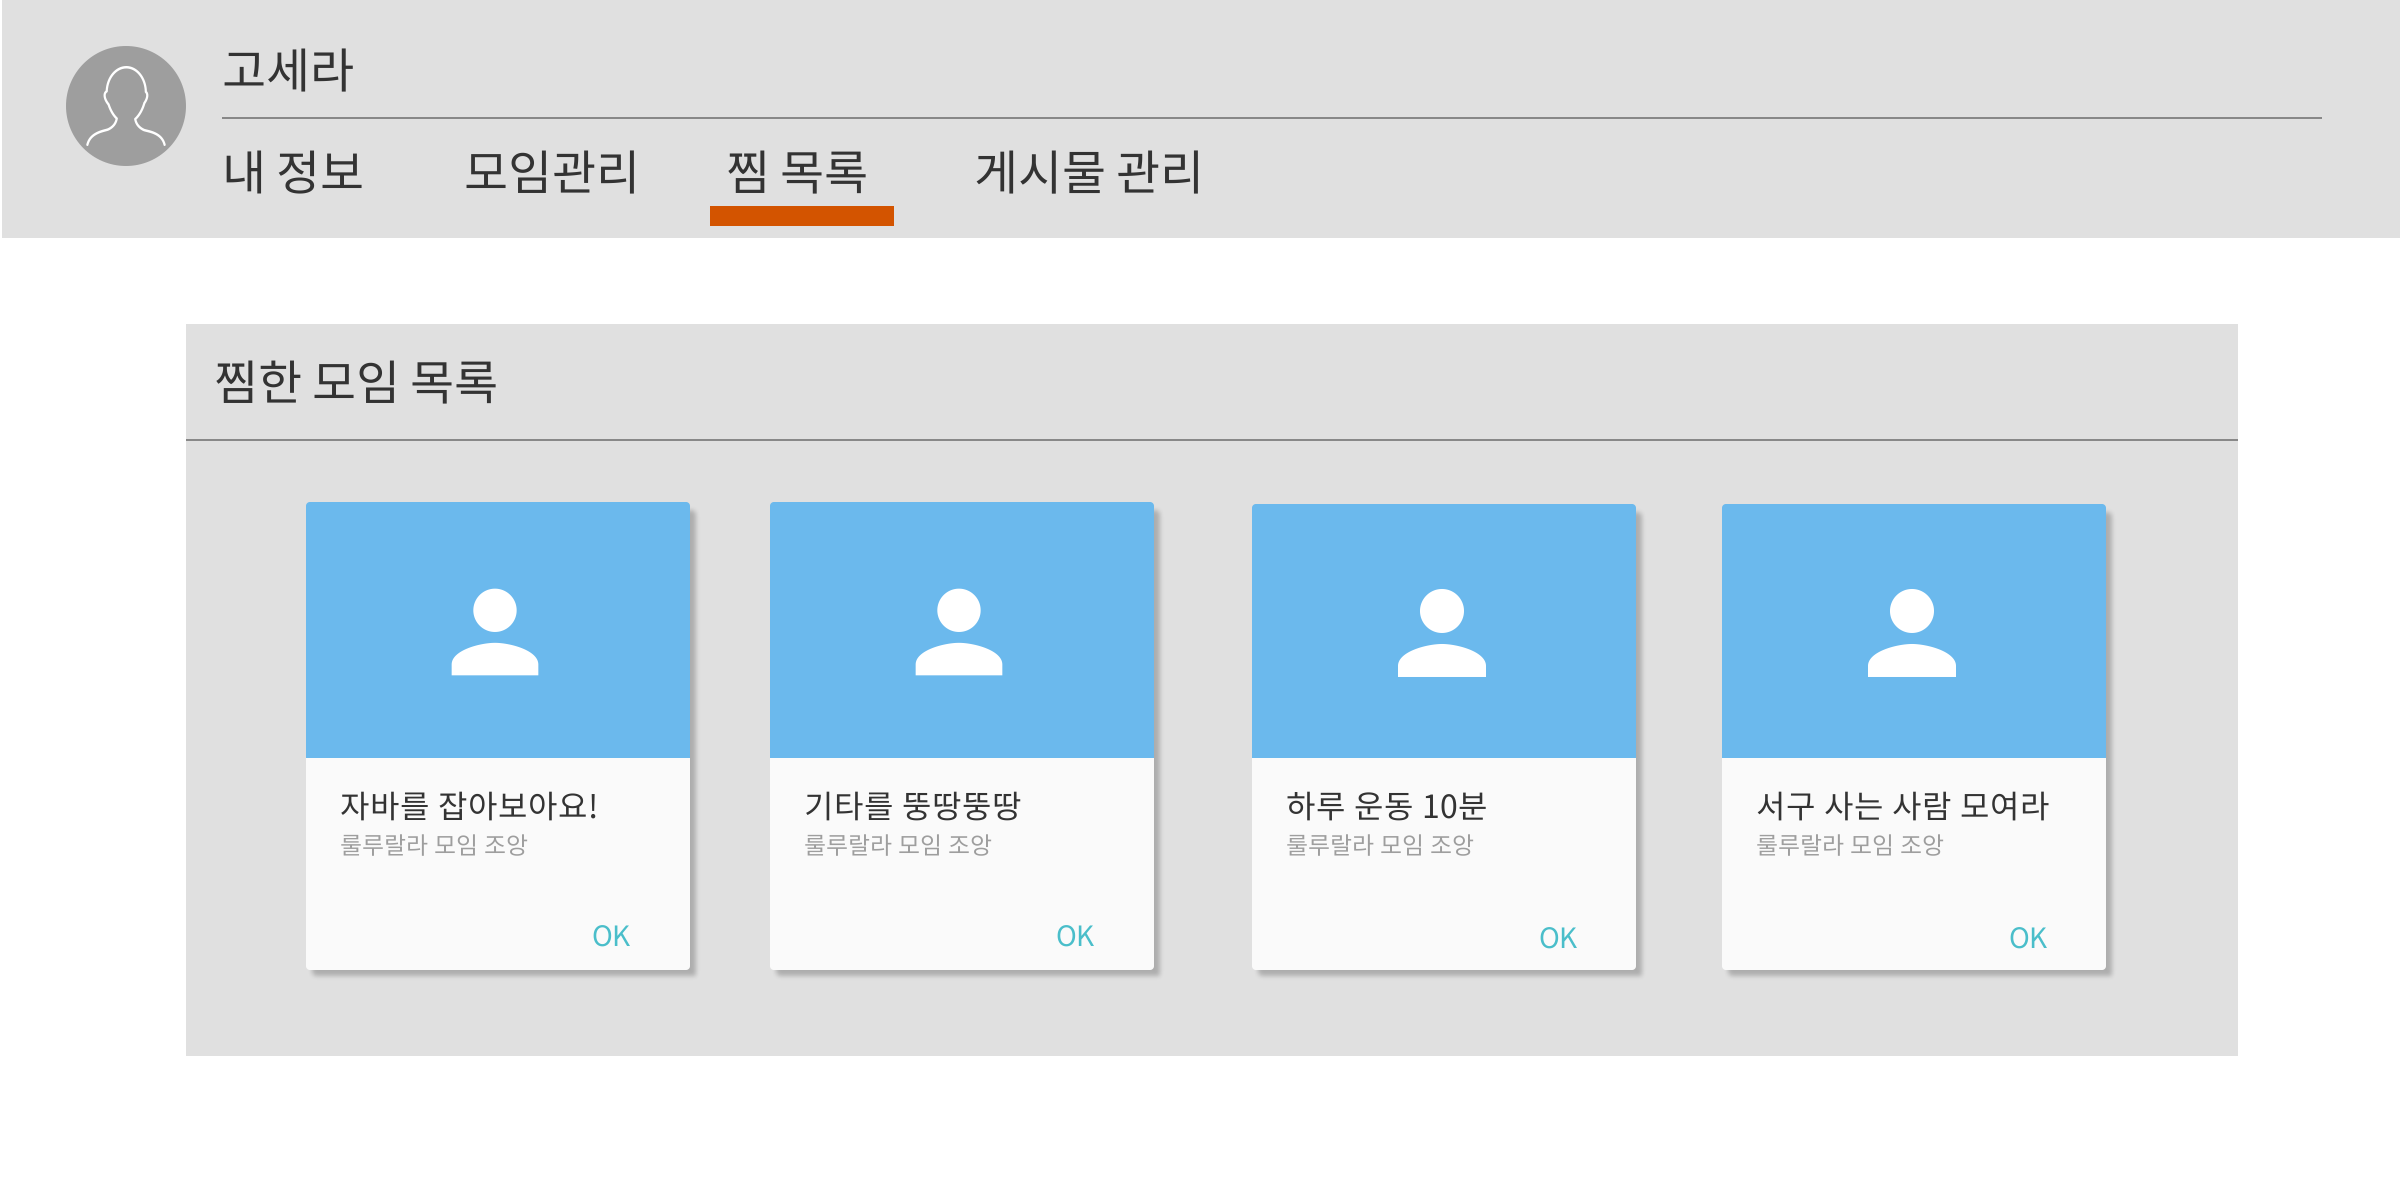 고세라
내 정보 모임관리 찜 목록 게시물 관리
찜한 모임 목록
자바를 잡아보아요!
룰루랄라 모임 조앙
OK
기타를 뚱땅뚱땅
룰루랄라 모임 조앙
OK
하루 운동 10분
룰루랄라 모임 조앙
OK
서구 사는 사람 모여라
룰루랄라 모임 조앙
OK